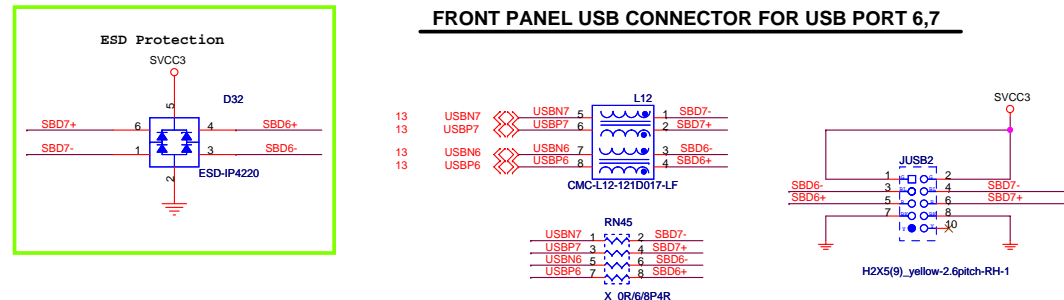 FRONT PANEL USB CONNECTOR FOR USB PORT 6,7
ESD Protection
SVCC3
D32
5
SBD7+ 6 4 SBD6+
SBD7- 1 3 SBD6-
ESD-IP4220
2
L12
13 USBN7 USBN7 5 1 SBD7-
13 USBP7 USBP7 6 2 SBD7+
13 USBN6 USBN6 7 3 SBD6-
13 USBP6 USBP6 8 4 SBD6+
CMC-L12-121D017-LF
RN45
USBN7 1 2 SBD7-
USBP7 3 4 SBD7+
USBN6 5 6 SBD6-
USBP6 7 8 SBD6+
X_0R/6/8P4R
SVCC3
JUSB2
1 2
SBD6- 3 4 SBD7-
SBD6+ 5 6 SBD7+
7 8
10
H2X5(9)_yellow-2.6pitch-RH-1